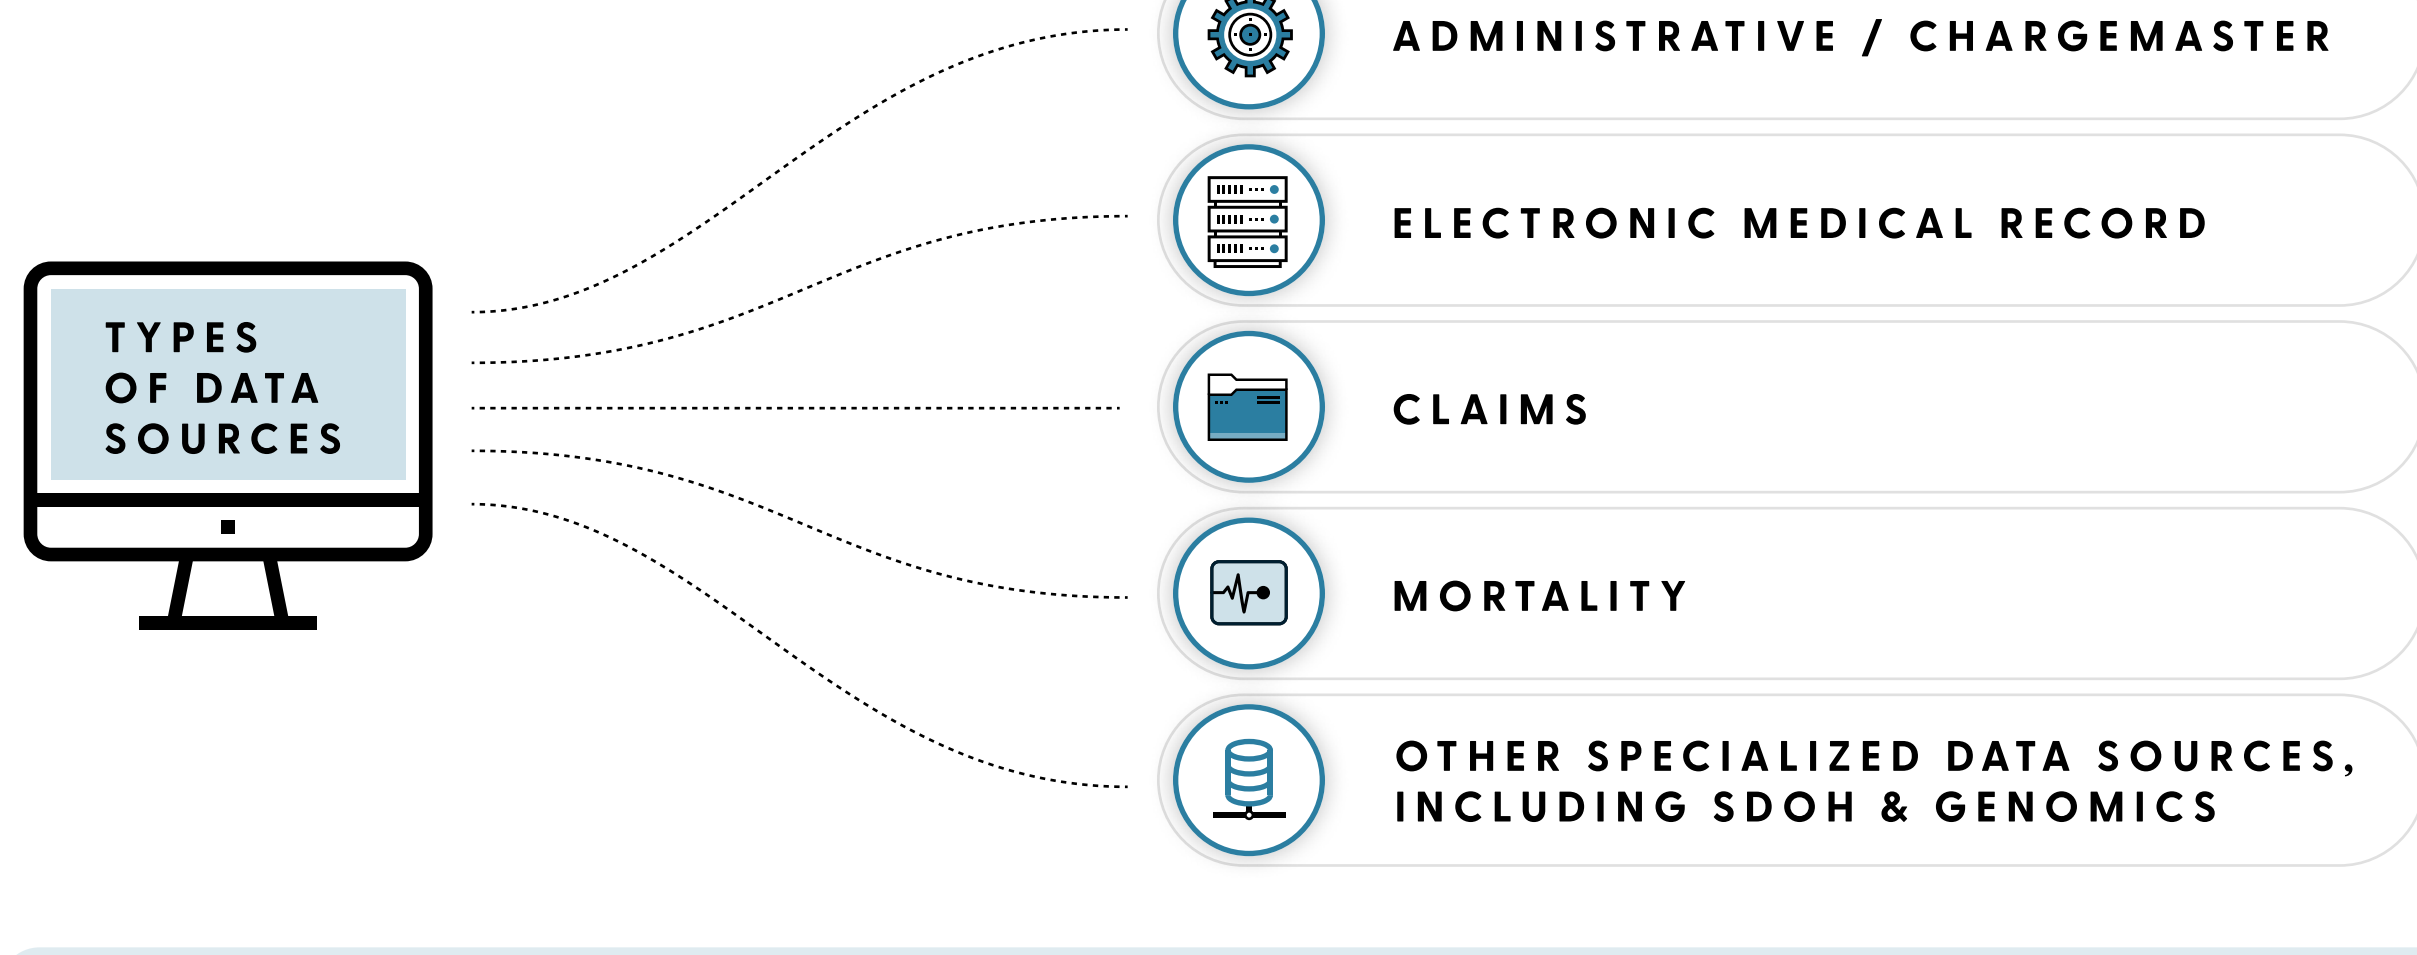 ADMINISTRATIVE / CHARGEMASTER
ELECTRONIC MEDICAL RECORD
TYPES
OF DATA
SOURCES
CLAIMS
MORTALITY
OTHER SPECIALIZED DATA SOURCES,
INCLUDING SDOH & GENOMICS